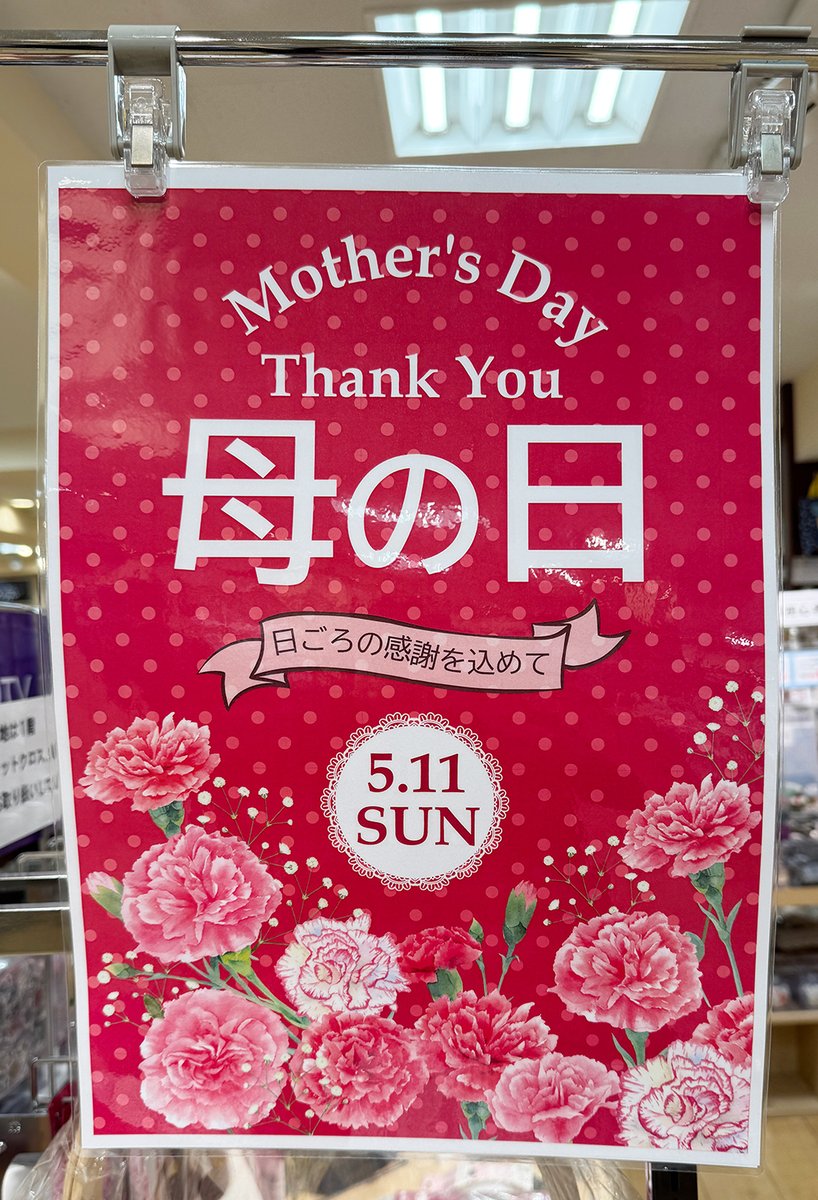 Mother's Day
Thank You
母の日
日ごろの感謝を込めて
5.11
SUN